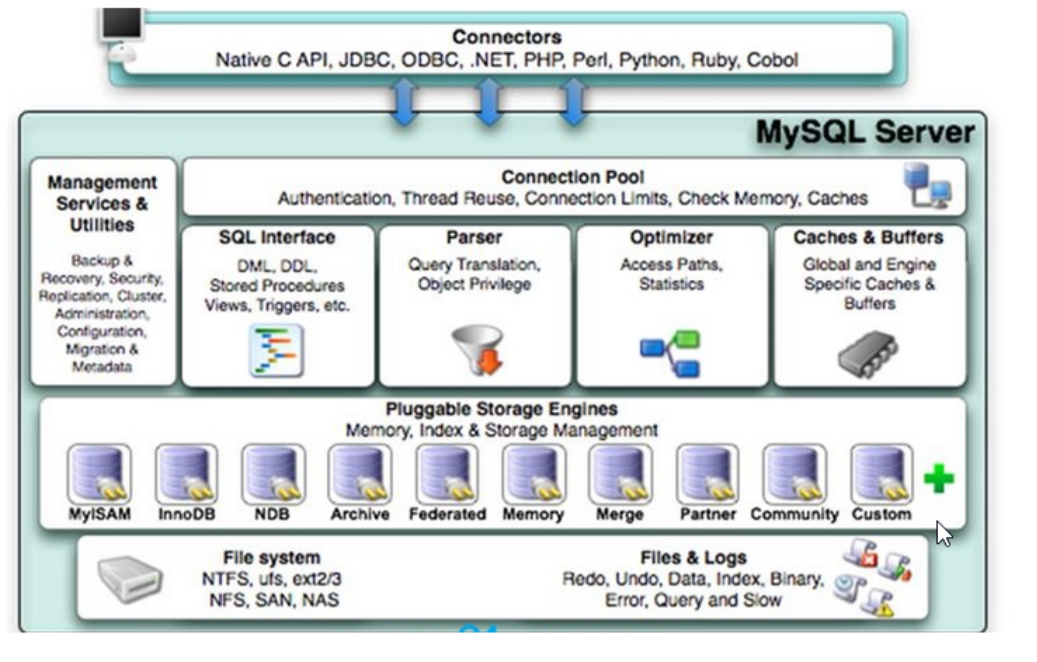 Connectors
Native C API, JDBC, ODBC, .NET, PHP, Perl, Python, Ruby, Cobol
MySQL Server
Management
Services &
Utilities
Backup &
Recovery, Security,
Replication, Cluster,
Administration,
Configuration,
Migration &
Metadata
Connection Pool
Authentication, Thread Reuse, Connection Limits, Check Memory, Caches
SQL Interface
DML, DDL,
Stored Procedures
Views, Triggers, etc.
Parser
Query Translation,
Object Privilege
Optimizer
Access Paths,
Statistics
Caches & Buffers
Global and Engine
Specific Caches &
Buffers
Pluggable Storage Engines
Memory, Index & Storage Management
MyISAM
InnoDB
NDB
Archive
Federated
Memory
Merge
Partner
Community
Custom
File system
NTFS, ufs, ext2/3
NFS, SAN, NAS
Files & Logs
Redo, Undo, Data, Index, Binary,
Error, Query and Slow